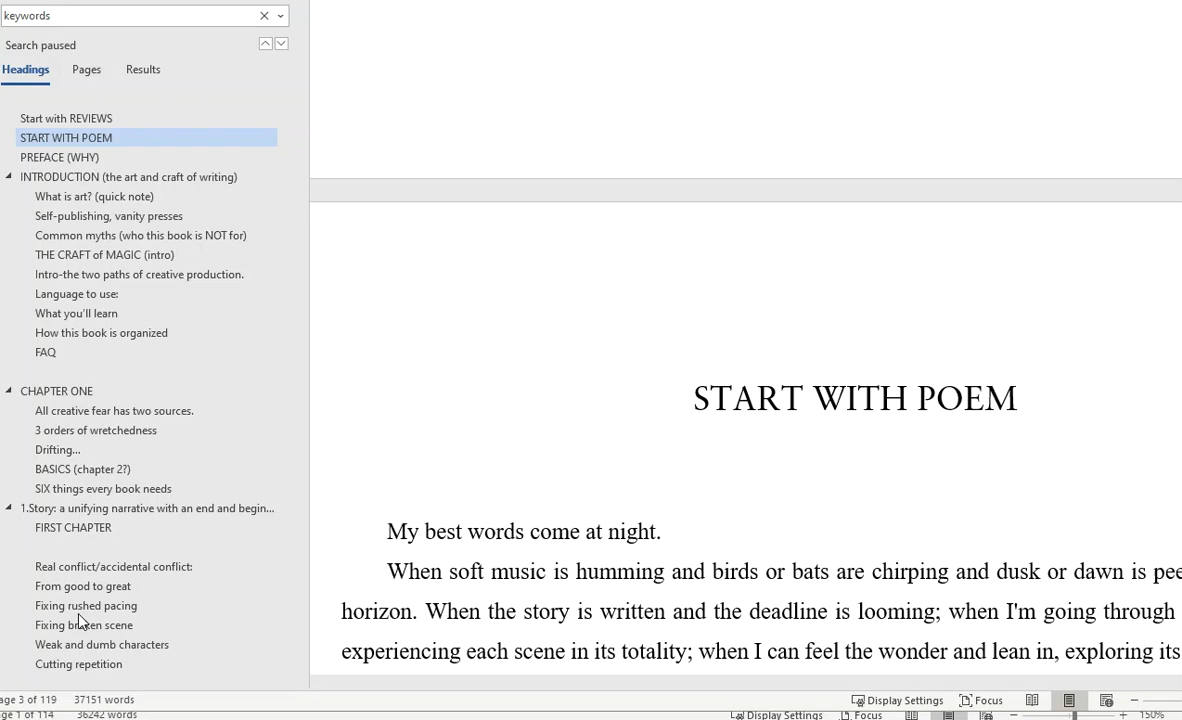 keywords
Search paused
Headings Pages Results
Start with REVIEWS
START WITH POEM
PREFACE (WHY)
INTRODUCTION (the art and craft of writing)
What is art? (quick note)
Self-publishing, vanity presses
Common myths (who this book is NOT for)
THE CRAFT of MAGIC (intro)
Intro-the two paths of creative production.
Language to use:
What you'll learn
How this book is organized
FAQ
CHAPTER ONE
All creative fear has two sources.
3 orders of wretchedness
Drifting...
BASICS (chapter 2?)
SIX things every book needs
1.Story: a unifying narrative with an end and begin...
FIRST CHAPTER
Real conflict/accidental conflict:
From good to great
Fixing rushed pacing
Fixing broken scene
Weak and dumb characters
Cutting repetition
START WITH POEM
My best words come at night.
When soft music is humming and birds or bats are chirping and dusk or dawn is pee
horizon. When the story is written and the deadline is looming; when I'm going through
experiencing each scene in its totality; when I can feel the wonder and lean in, exploring its
age 3 of 119 37151 words Display Settings Focus
age 1 of 114 36242 words Display Settings Focus 150%